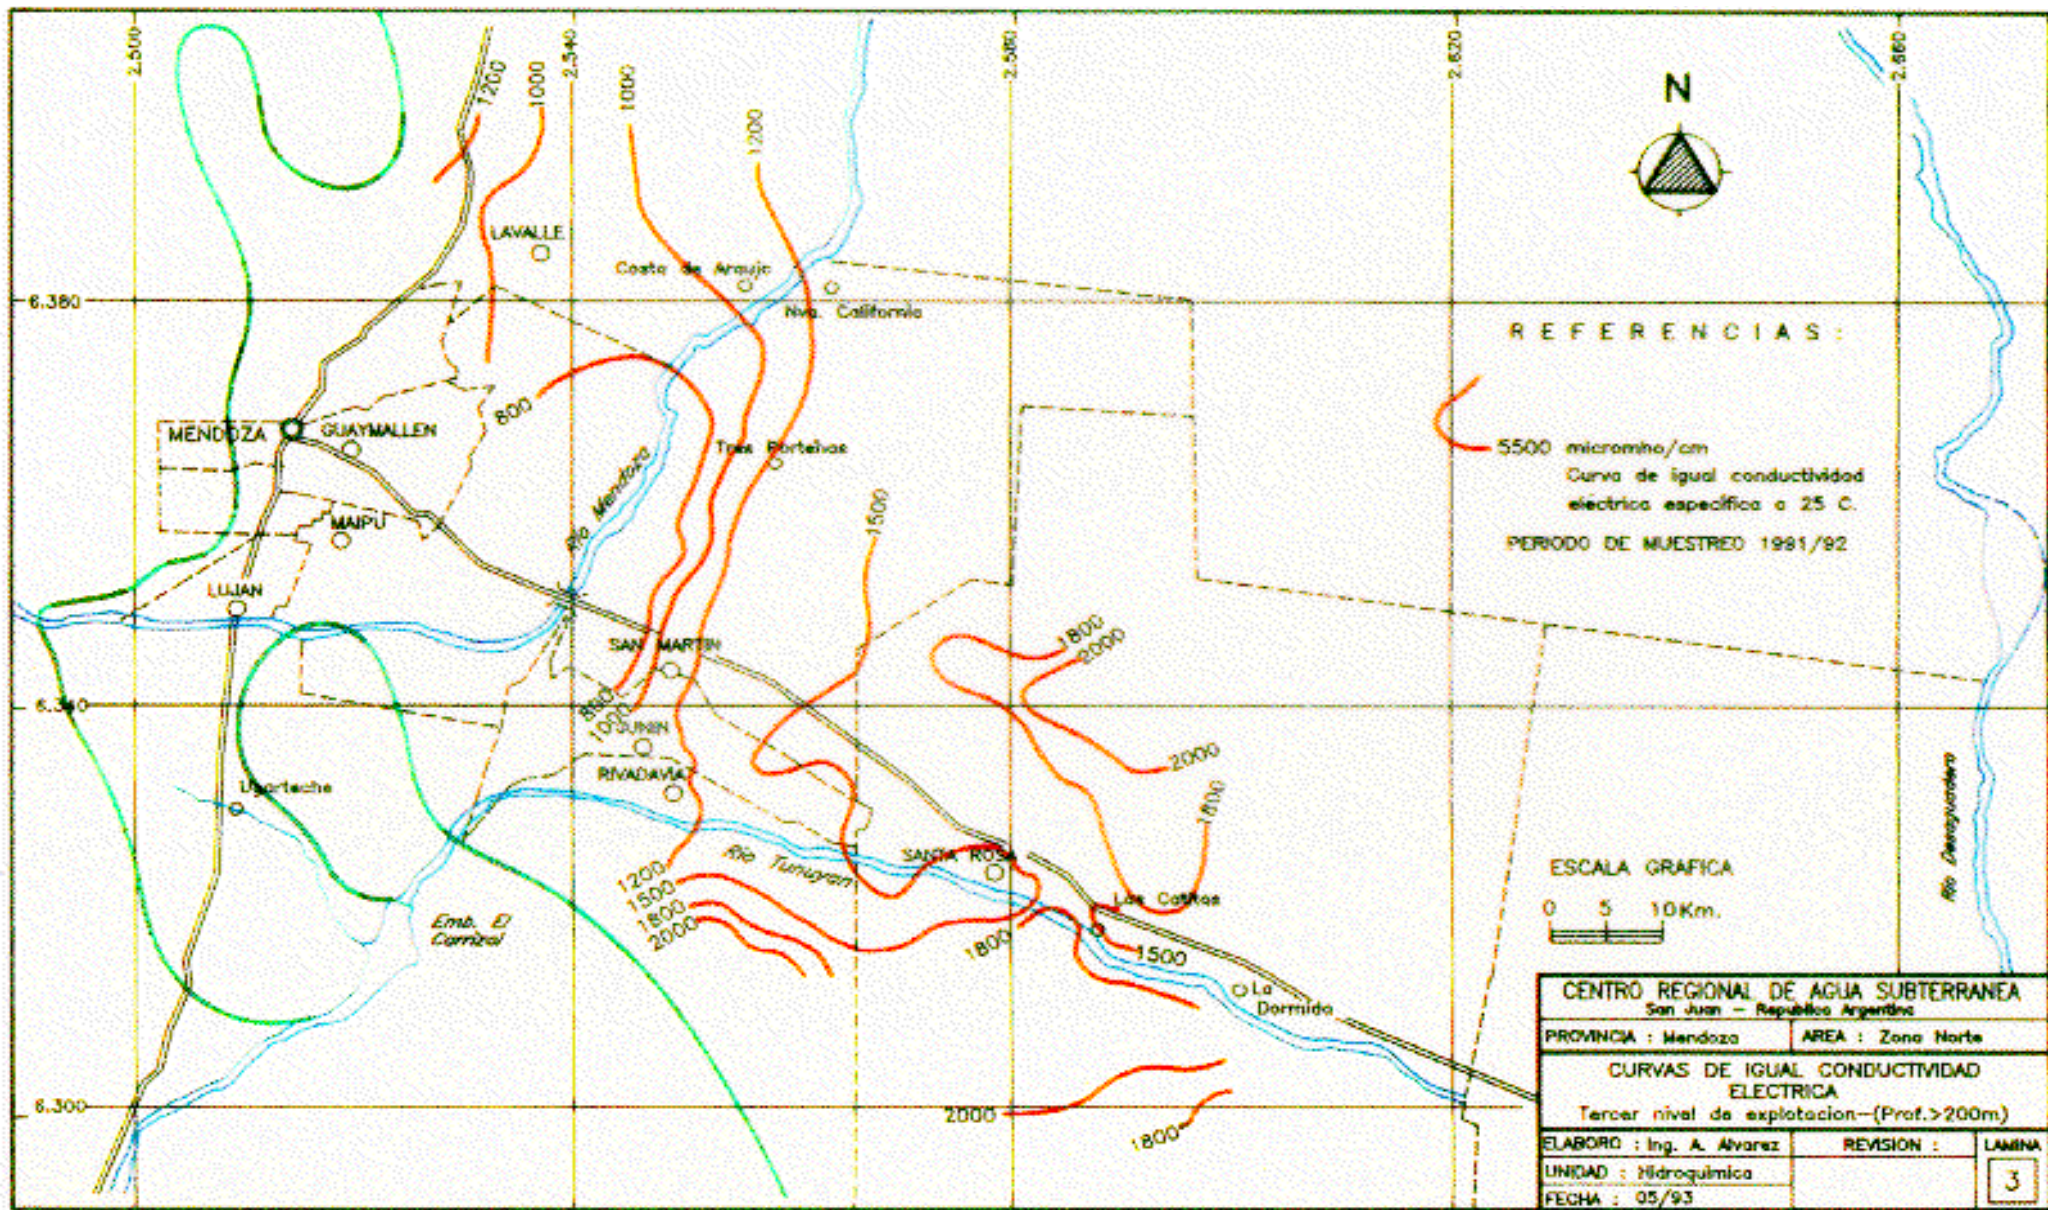 2.500
2.540
2.580
2.620
2.660
1200
1000
1000
1200
N
LAVALLE
Costa de Araujo
6.380
Nva. California
REFERENCIAS:
800
MENDOZA
GUAYMALLEN
Tres Porteñas
5500 micromho/cm
Curva de igual conductividad
electrica específica a 25 C.
PERIODO DE MUESTREO 1991/92
Río Mendoza
1500
MAIPU
LUJAN
SAN MARTIN
1800
2000
6.340
800
1000
JUNIN
2000
RIVADAVIA
Ugarteche
1800
Río Desaguadero
Río Tunuyan
SANTA ROSA
ESCALA GRAFICA
0 5 10Km.
1200
1500
1800
2000
Las Catitas
Emb. El
Carrizal
1800
1500
La
Dormida
CENTRO REGIONAL DE AGUA SUBTERRANEA
San Juan - Republica Argentina
PROVINCIA : Mendoza
AREA : Zona Norte
CURVAS DE IGUAL CONDUCTIVIDAD
ELECTRICA
Tercer nivel de explotacion-(Prof.>200m)
6.300
2000
1800
ELABORO : Ing. A. Alvarez
REVISION :
LAMINA
UNIDAD : Hidroquimica
3
FECHA : 05/93